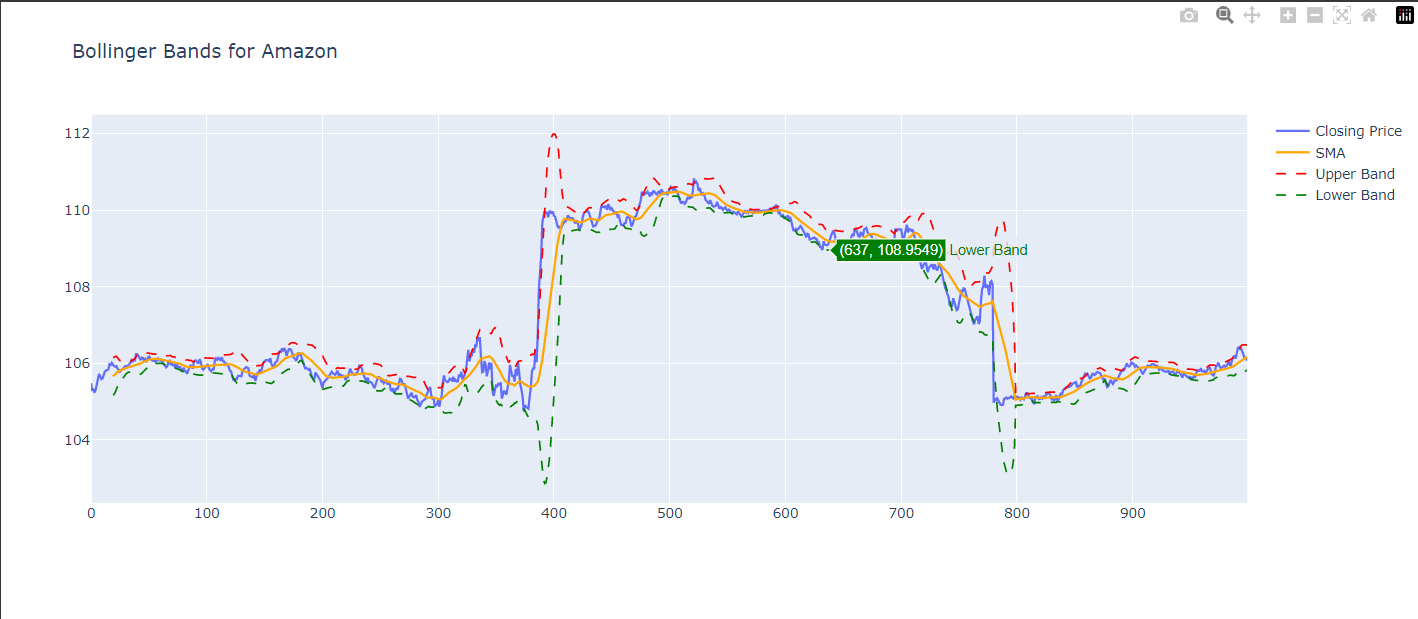 Bollinger Bands for Amazon
112
110
108
106
104
0 100 200 300 400 500 600 700 800 900
Closing Price
SMA
Upper Band
Lower Band
(637, 108.9549) Lower Band